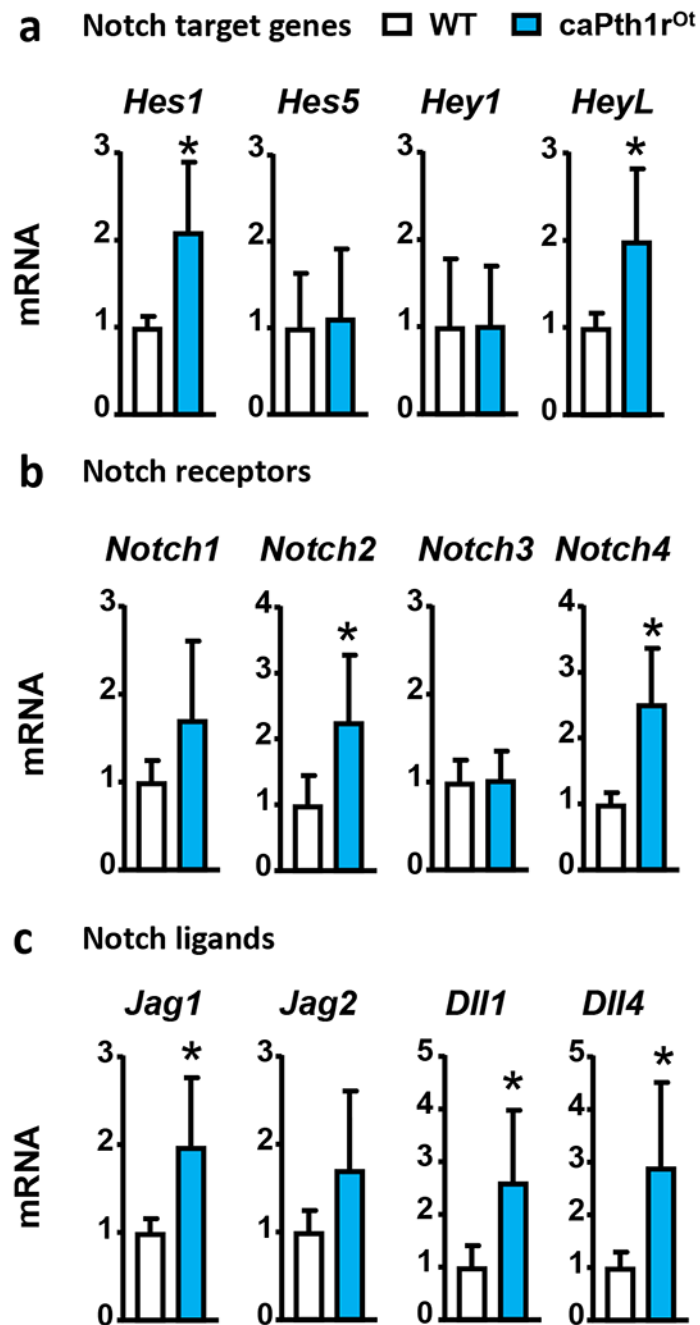 a Notch target genes WT caPth1rOt
Hes1 Hes5 Hey1 HeyL
3 3 3 3
* *
2 2 2 2
mRNA
1 1 1 1
0 0 0 0
b Notch receptors
Notch1 Notch2 Notch3 Notch4
3 4 3 4
* *
3 3
2 2 2 2
mRNA
1 1 1 1
0 0 0 0
c Notch ligands
Jag1 Jag2 Dll1 Dll4
3 3 5 5
* * *
4 4
2 2 3 3
mRNA
2 2
1 1 1 1
0 0 0 0